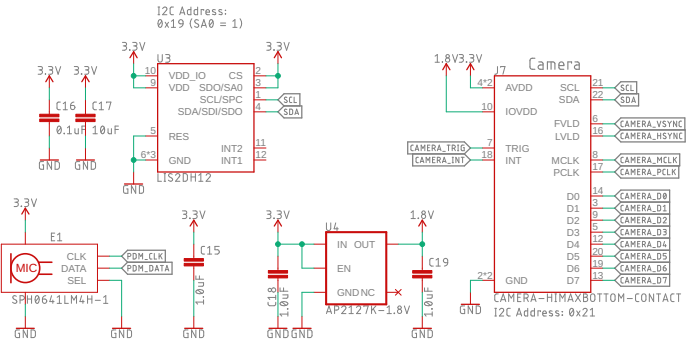 I2C Address:
0x19 (SA0 = 1)
3.3V
3.3V
C16
0.1uF
GND
3.3V
C17
10uF
GND
U3
3.3V
10 VDD_IO CS 2
9 VDD SDO/SA0 3
SCL/SPC 1 SCL
SDA/SDI/SDO 4 SDA
5 RES
INT2 11
6*3 GND INT1 12
LIS2DH12
GND
Camera
1.8V
3.3V
J7
4*2 AVDD SCL 21 SCL
SDA 22 SDA
10 IOVDD
FVLD 6 CAMERA_VSYNC
LVLD 16 CAMERA_HSYNC
CAMERA_TRIG 7 TRIG
CAMERA_INT 18 INT MCLK 8 CAMERA_MCLK
PCLK 17 CAMERA_PCLK
D0 14 CAMERA_D0
D1 3 CAMERA_D1
D2 9 CAMERA_D2
D3 5 CAMERA_D3
D4 12 CAMERA_D4
D5 20 CAMERA_D5
D6 19 CAMERA_D6
2*2 GND D7 13 CAMERA_D7
GND
CAMERA-HIMAXBOTTOM-CONTACT
I2C Address: 0x21
3.3V
E1
MIC
CLK PDM_CLK
DATA PDM_DATA
SEL
SPH0641LM4H-1
GND
GND
3.3V
C15
1.0uF
GND
3.3V
U4
1.8V
IN OUT
EN
GND NC
AP2127K-1.8V
C18
1.0uF
GND
GND
C19
1.0uF
GND